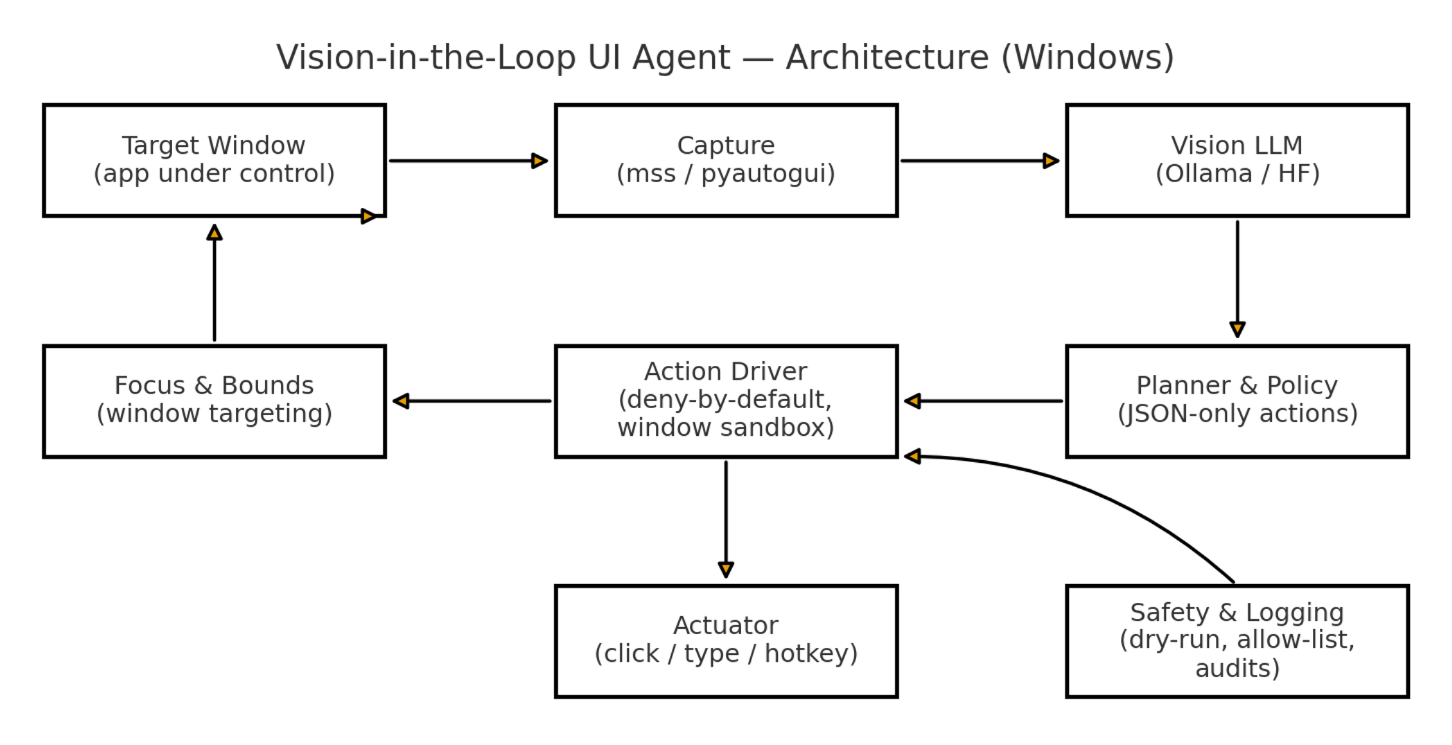 Vision-in-the-Loop UI Agent — Architecture (Windows)
Target Window
(app under control)
Capture
(mss / pyautogui)
Vision LLM
(Ollama / HF)
Focus & Bounds
(window targeting)
Action Driver
(deny-by-default,
window sandbox)
Planner & Policy
(JSON-only actions)
Actuator
(click / type / hotkey)
Safety & Logging
(dry-run, allow-list,
audits)